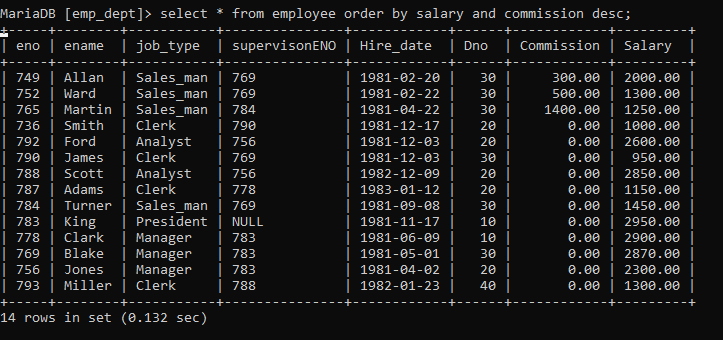 MariaDB [emp_dept]> select * from employee order by salary and commission desc;
+-----+--------+-----------+---------------+------------+-----+------------+---------+
| eno | ename  | job_type  | supervisonENO | Hire_date  | Dno | Commission | Salary  |
+-----+--------+-----------+---------------+------------+-----+------------+---------+
| 749 | Allan  | Sales_man | 769           | 1981-02-20 |  30 |     300.00 | 2000.00 |
| 752 | Ward   | Sales_man | 769           | 1981-02-22 |  30 |     500.00 | 1300.00 |
| 765 | Martin | Sales_man | 784           | 1981-04-22 |  30 |    1400.00 | 1250.00 |
| 736 | Smith  | Clerk     | 790           | 1981-12-17 |  20 |       0.00 | 1000.00 |
| 792 | Ford   | Analyst   | 756           | 1981-12-03 |  20 |       0.00 | 2600.00 |
| 790 | James  | Clerk     | 769           | 1981-12-03 |  30 |       0.00 |  950.00 |
| 788 | Scott  | Analyst   | 756           | 1982-12-09 |  20 |       0.00 | 2850.00 |
| 787 | Adams  | Clerk     | 778           | 1983-01-12 |  20 |       0.00 | 1150.00 |
| 784 | Turner | Sales_man | 769           | 1981-09-08 |  30 |       0.00 | 1450.00 |
| 783 | King   | President | NULL          | 1981-11-17 |  10 |       0.00 | 2950.00 |
| 778 | Clark  | Manager   | 783           | 1981-06-09 |  10 |       0.00 | 2900.00 |
| 769 | Blake  | Manager   | 783           | 1981-05-01 |  30 |       0.00 | 2870.00 |
| 756 | Jones  | Manager   | 783           | 1981-04-02 |  20 |       0.00 | 2300.00 |
| 793 | Miller | Clerk     | 788           | 1982-01-23 |  40 |       0.00 | 1300.00 |
+-----+--------+-----------+---------------+------------+-----+------------+---------+
14 rows in set (0.132 sec)